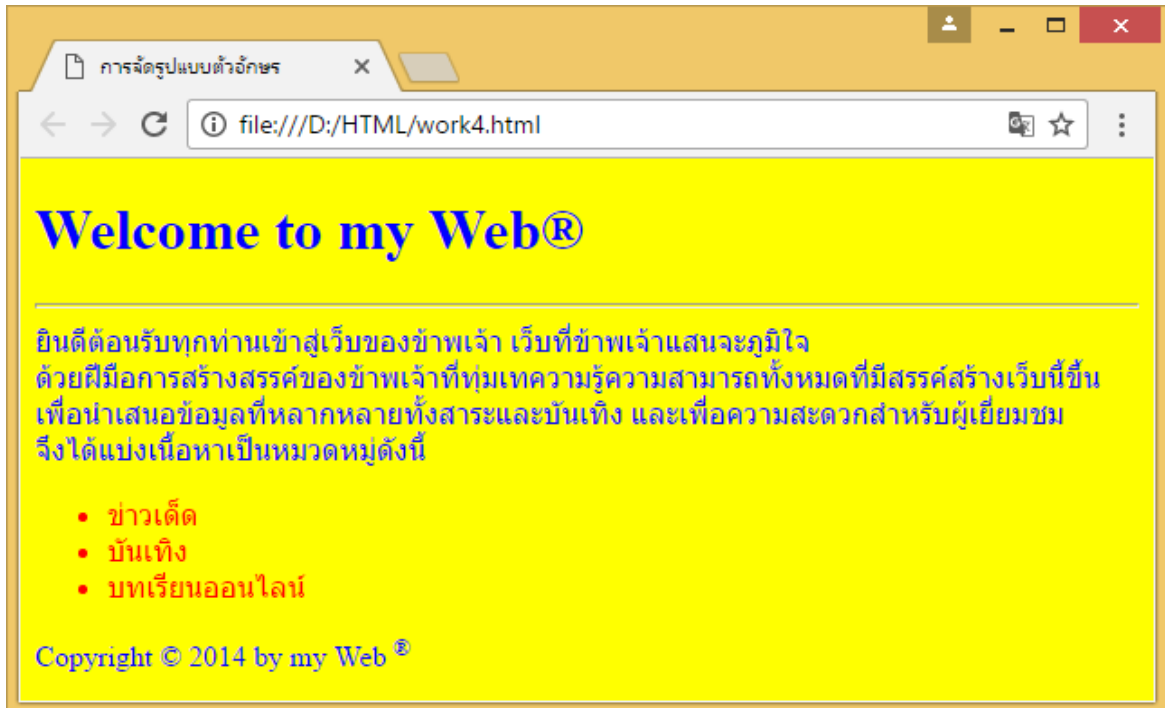 การจัดรูปแบบตัวอักษร
file:///D:/HTML/work4.html
Welcome to my Web®
ยินดีต้อนรับทุกท่านเข้าสู่เว็บของข้าพเจ้า เว็บที่ข้าพเจ้าแสนจะภูมิใจ
ด้วยฝีมือการสร้างสรรค์ของข้าพเจ้าที่ทุ่มเทความรู้ความสามารถทั้งหมดที่มีสรรค์สร้างเว็บนี้ขึ้น
เพื่อนำเสนอข้อมูลที่หลากหลายทั้งสาระและบันเทิง และเพื่อความสะดวกสำหรับผู้เยี่ยมชม
จึงได้แบ่งเนื้อหาเป็นหมวดหมู่ดังนี้
• ข่าวเด็ด
• บันเทิง
• บทเรียนออนไลน์
Copyright © 2014 by my Web ®